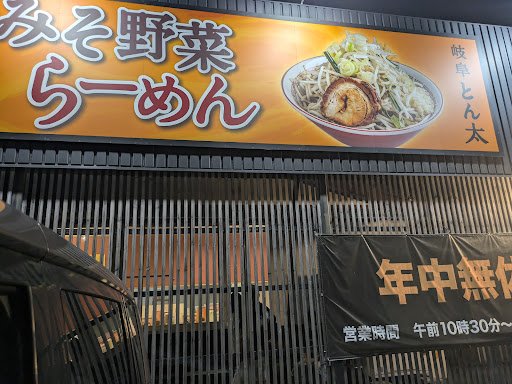 みそ野菜
らーめん
岐阜とん太
年中無休
営業時間 午前10時30分～